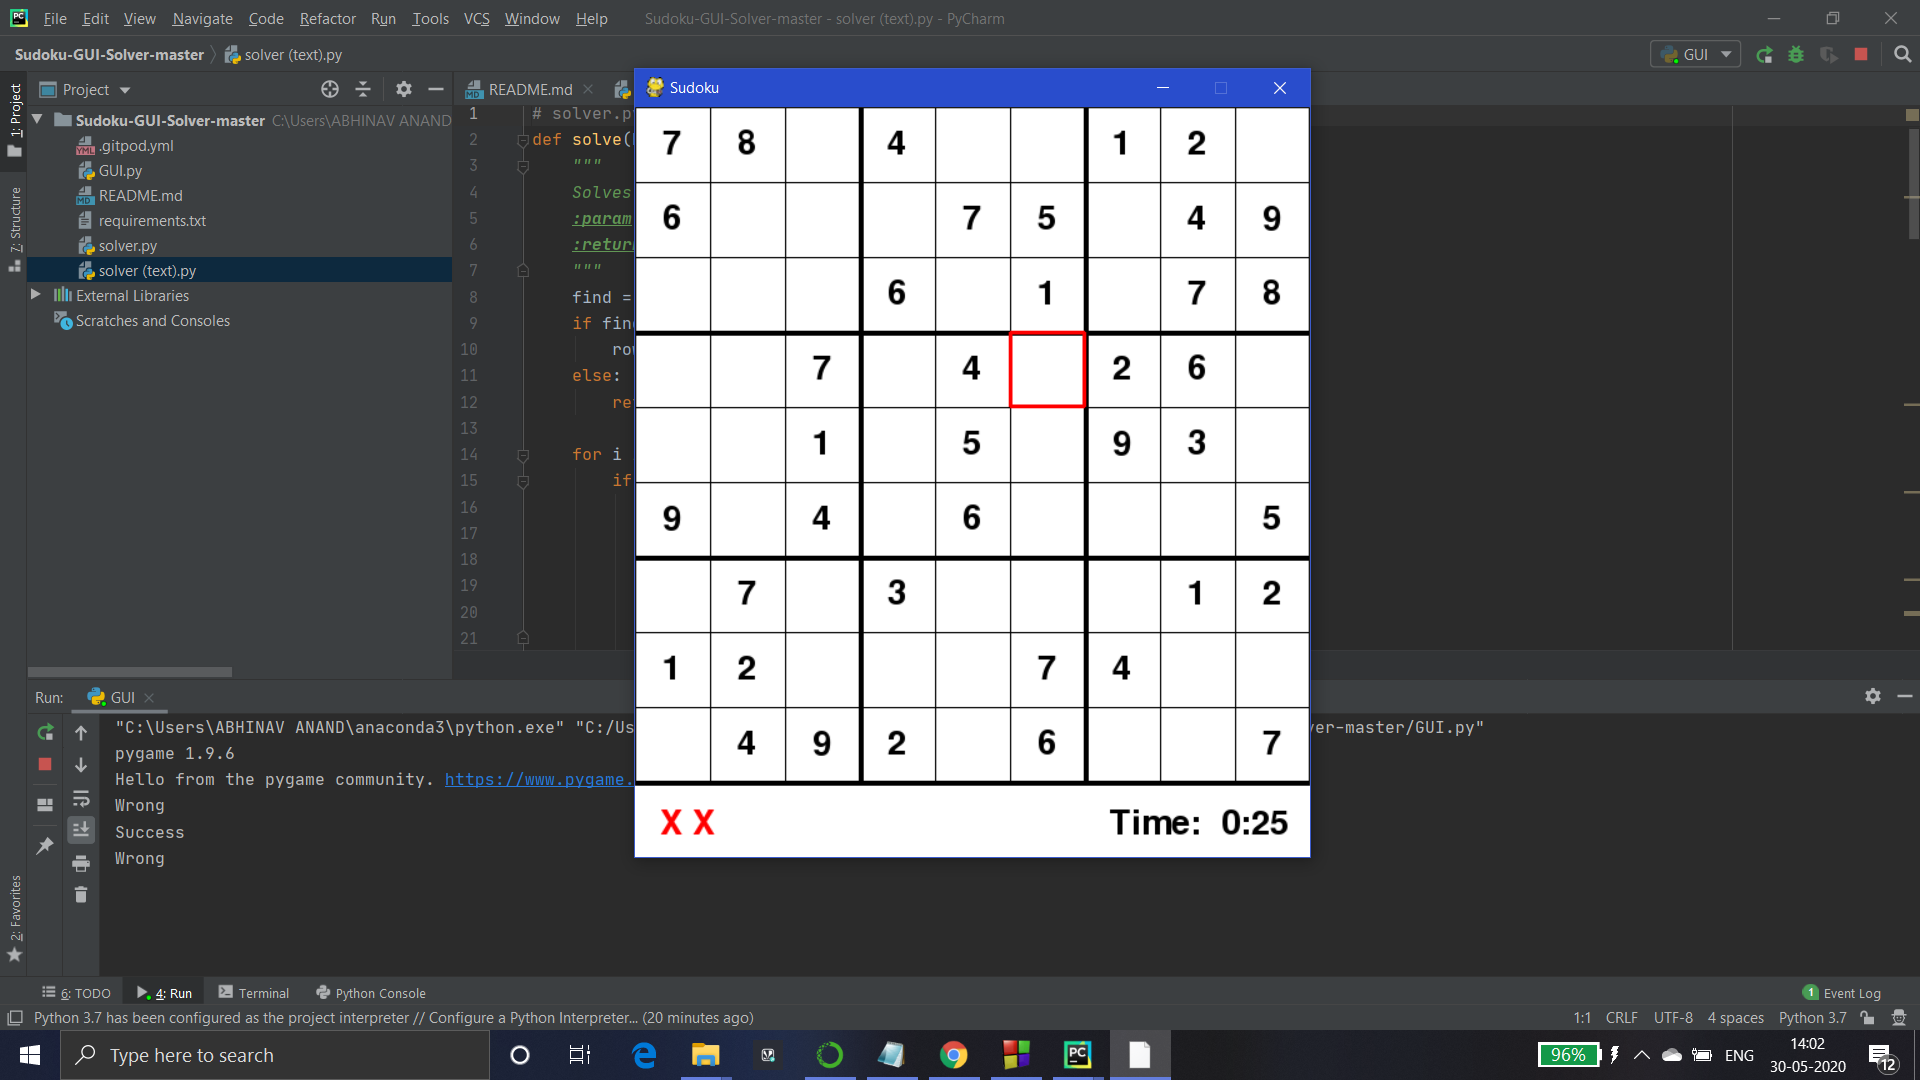 File Edit View Navigate Code Refactor Run Tools VCS Window Help Sudoku-GUI-Solver-master - solver (text).py - PyCharm
Sudoku-GUI-Solver-master solver (text).py GUI
Project README.md
1: Project
7: Structure
2: Favorites
Sudoku-GUI-Solver-master C:\Users\ABHINAV ANAND
.gitpod.yml
GUI.py
README.md
requirements.txt
solver.py
solver (text).py
External Libraries
Scratches and Consoles
1 # solver.p
2 def solve(
3 """
4 Solves
5 :param
6 :return
7 """
8 find =
9 if fin
10 ro
11 else:
12 re
13
14 for i
15 if
16
17
18
19
20
21
Sudoku
7 8 4 1 2
6 7 5 4 9
6 1 7 8
7 4 2 6
1 5 9 3
9 4 6 5
7 3 1 2
1 2 7 4
4 9 2 6 7
X X Time: 0:25
Run: GUI
"C:\Users\ABHINAV ANAND\anaconda3\python.exe" "C:/Us er-master/GUI.py"
pygame 1.9.6
Hello from the pygame community. https://www.pygame.
Wrong
Success
Wrong
6: TODO 4: Run Terminal Python Console 1 Event Log
Python 3.7 has been configured as the project interpreter // Configure a Python Interpreter... (20 minutes ago) 1:1 CRLF UTF-8 4 spaces Python 3.7
Type here to search 96% ENG 14:02
30-05-2020 12